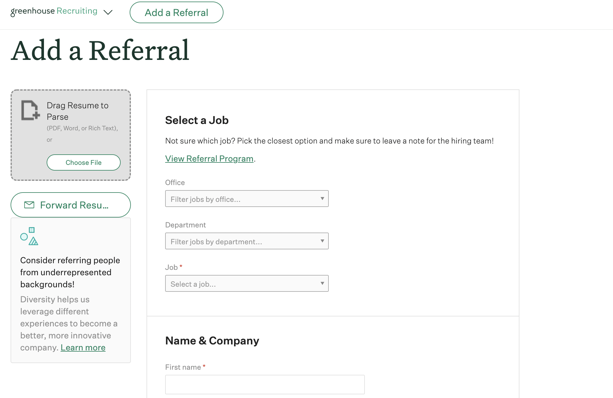 greenhouse Recruiting
Add a Referral
Add a Referral
Drag Resume to
Parse
(PDF, Word, or Rich Text),
or
Choose File
Forward Resu...
Consider referring people
from underrepresented
backgrounds!
Diversity helps us
leverage different
experiences to become a
better, more innovative
company. Learn more
Select a Job
Not sure which job? Pick the closest option and make sure to leave a note for the hiring team!
View Referral Program.
Office
Filter jobs by office...
Department
Filter jobs by department...
Job *
Select a job...
Name & Company
First name *